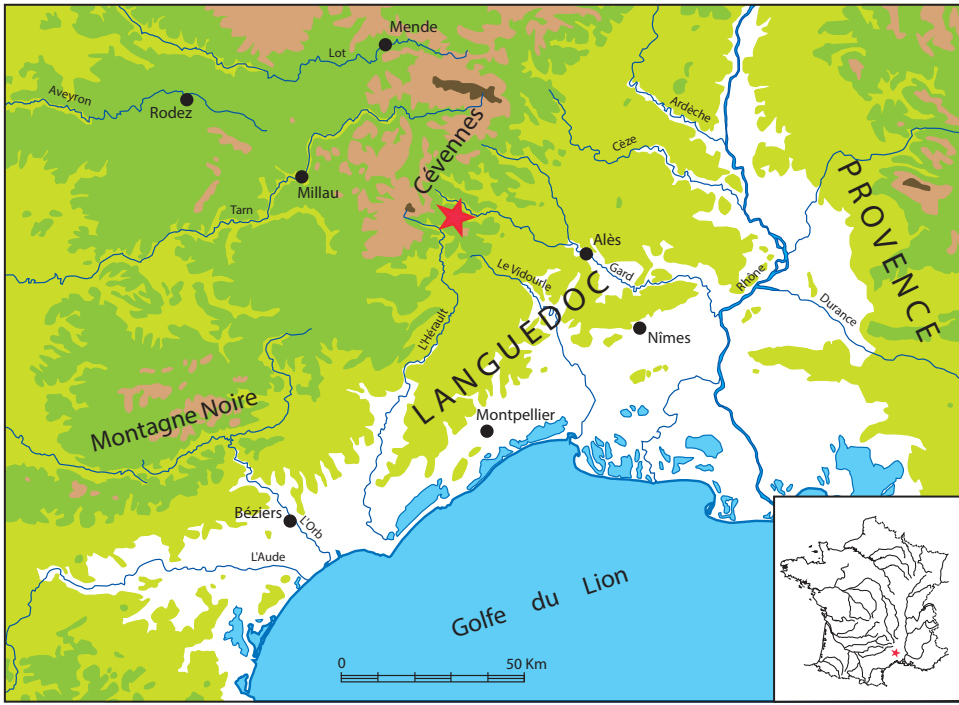 Mende
Lot
Aveyron
Rodez
Ardèche
Cèze
Cévennes
Millau
PROVENCE
Tarn
Alès
Gard
Le Vidourle
Rhône
Durance
L'Hérault
LANGUEDOC
Nîmes
Montagne Noire
Montpellier
Béziers
L'Orb
L'Aude
Golfe du Lion
0 50 Km